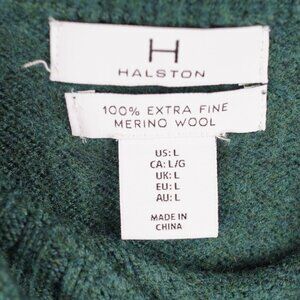 H
HALSTON
100% EXTRA FINE
MERINO WOOL
US: L
CA: L/G
UK: L
EU: L
AU: L
MADE IN
CHINA